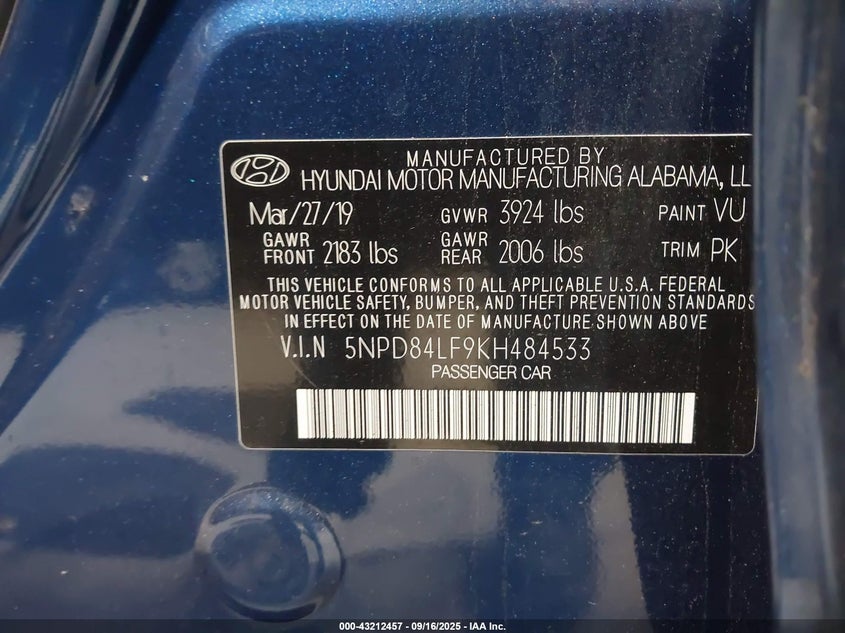 MANUFACTURED BY
HYUNDAI MOTOR MANUFACTURING ALABAMA, LL
Mar/27/19 GVWR 3924 lbs PAINT VU
GAWR FRONT 2183 lbs GAWR REAR 2006 lbs TRIM PK
THIS VEHICLE CONFORMS TO ALL APPLICABLE U.S.A. FEDERAL
MOTOR VEHICLE SAFETY, BUMPER, AND THEFT PREVENTION STANDARDS
IN EFFECT ON THE DATE OF MANUFACTURE SHOWN ABOVE
V.I.N 5NPD84LF9KH484533
PASSENGER CAR
000-43212457 - 09/16/2025 - IAA Inc.